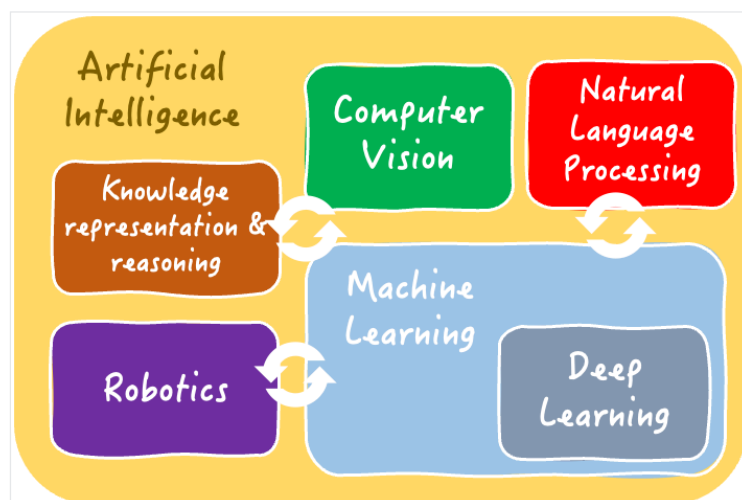 Artificial
Intelligence
Computer
Vision
Natural
Language
Processing
Knowledge
representation &
reasoning
Machine
Learning
Robotics
Deep
Learning